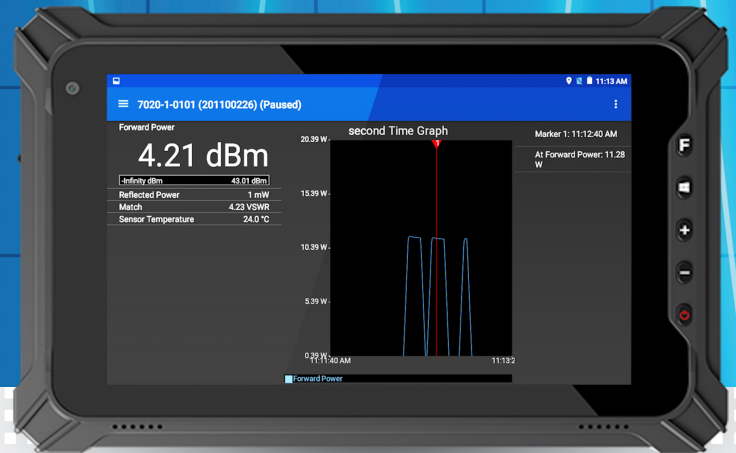 11:13 AM
7020-1-0101 (201100226) (Paused)
Forward Power
4.21 dBm
-Infinity dBm 43.01 dBm
Reflected Power 1 mW
Match 4.23 VSWR
Sensor Temperature 24.0 °C
second Time Graph
20.39 W
15.39 W
10.39 W
5.39 W
0.39 W
1
11:11:40 AM 11:13:2
Forward Power
Marker 1: 11:12:40 AM
At Forward Power: 11.28
W
F